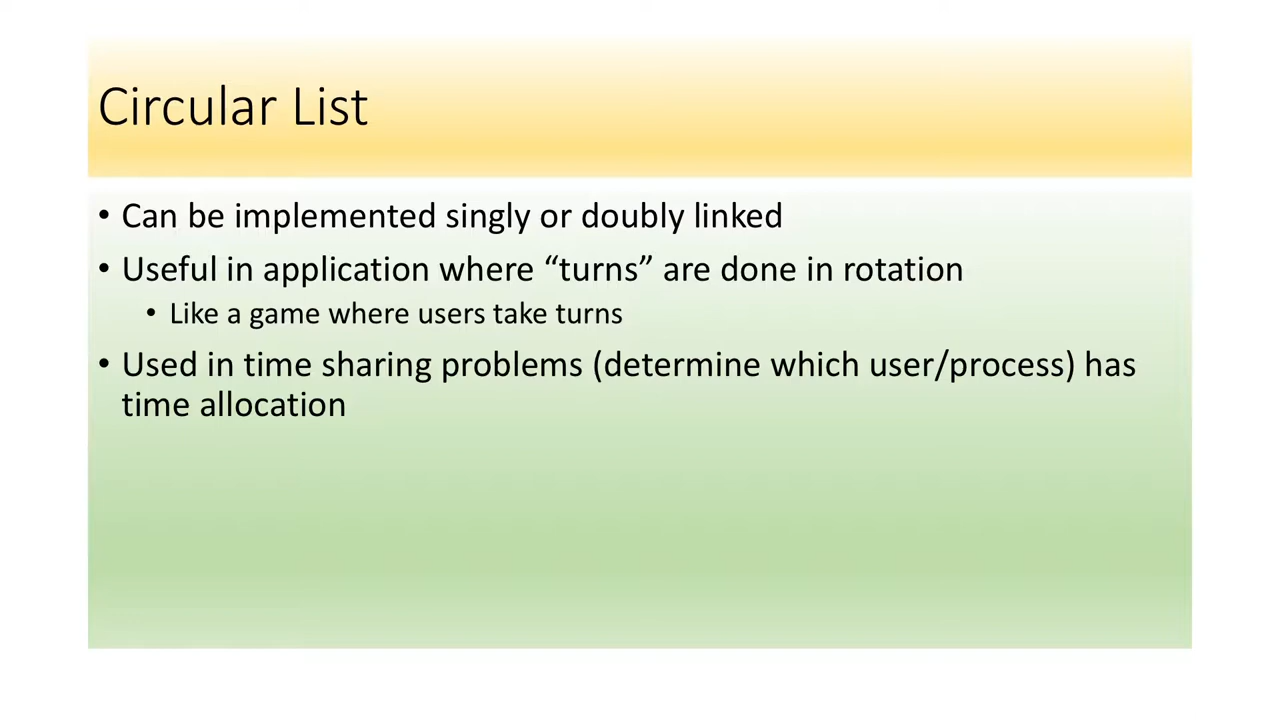 Circular List
• Can be implemented singly or doubly linked
• Useful in application where “turns” are done in rotation
• Like a game where users take turns
• Used in time sharing problems (determine which user/process) has
time allocation